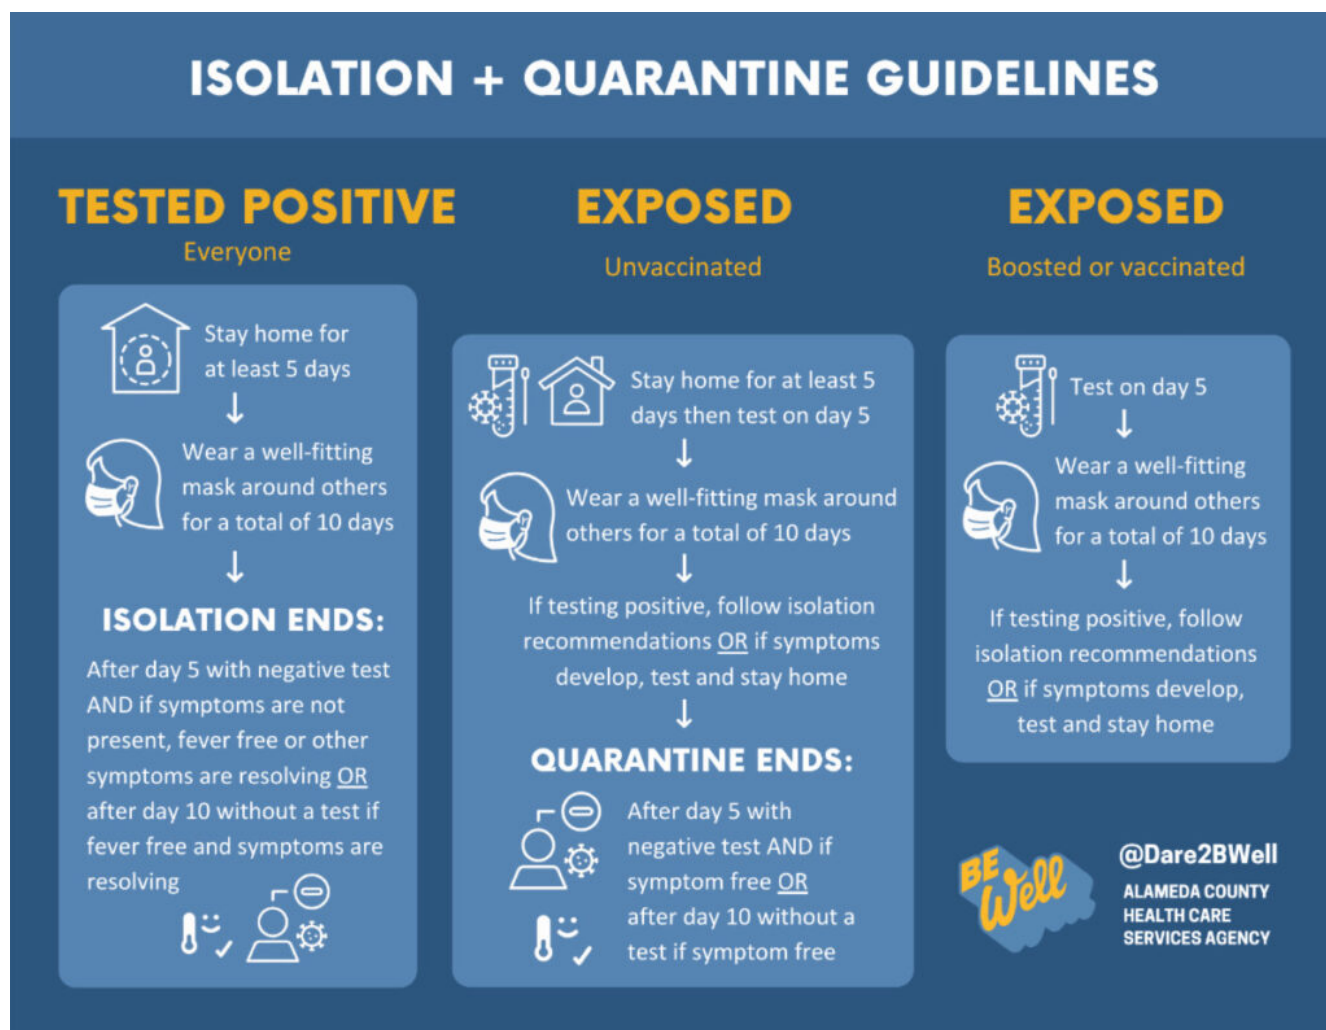 ISOLATION + QUARANTINE GUIDELINES
TESTED POSITIVE
Everyone
Stay home for
at least 5 days
Wear a well-fitting
mask around others
for a total of 10 days
ISOLATION ENDS:
After day 5 with negative test
AND if symptoms are not
present, fever free or other
symptoms are resolving OR
after day 10 without a test if
fever free and symptoms are
resolving
EXPOSED
Unvaccinated
Stay home for at least 5
days then test on day 5
Wear a well-fitting mask around
others for a total of 10 days
If testing positive, follow isolation
recommendations OR if symptoms
develop, test and stay home
QUARANTINE ENDS:
After day 5 with
negative test AND if
symptom free OR
after day 10 without a
test if symptom free
EXPOSED
Boosted or vaccinated
Test on day 5
Wear a well-fitting
mask around others
for a total of 10 days
If testing positive, follow
isolation recommendations
OR if symptoms develop,
test and stay home
BE
Well
@Dare2BWell
ALAMEDA COUNTY
HEALTH CARE
SERVICES AGENCY